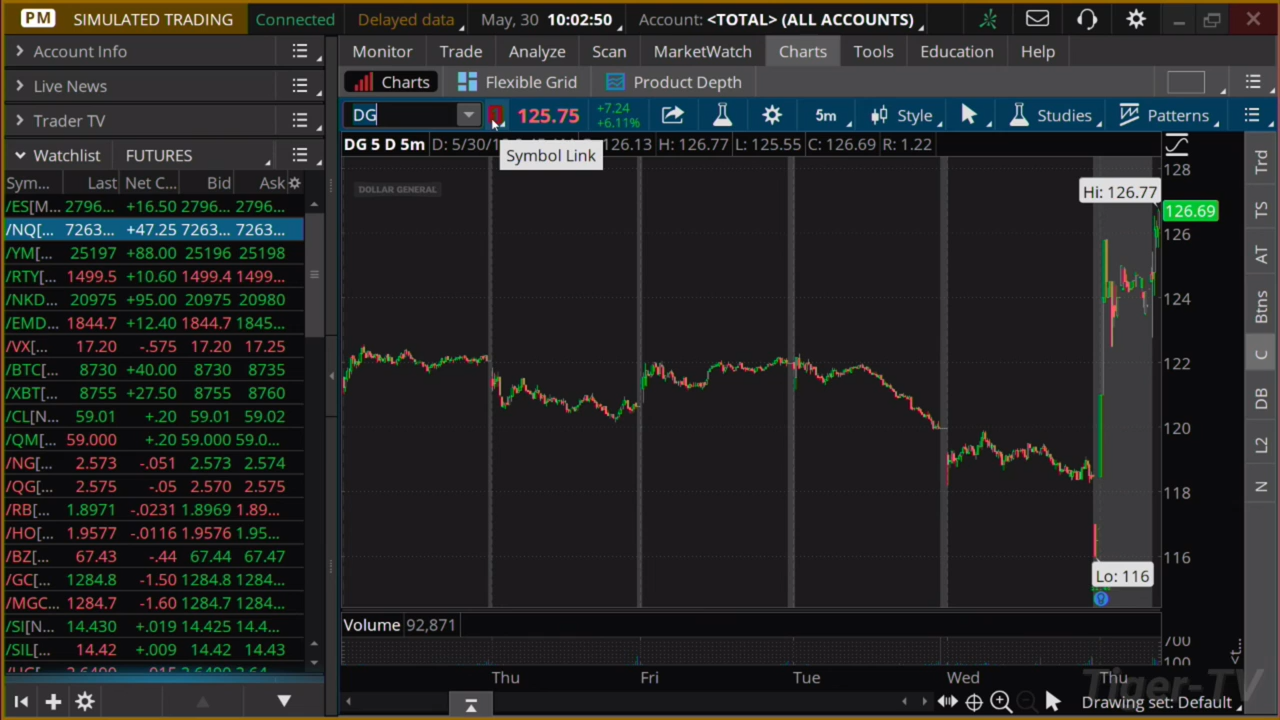 PM SIMULATED TRADING Connected Delayed data May, 30 10:02:50 Account: <TOTAL> (ALL ACCOUNTS)
Account Info
Live News
Trader TV
Watchlist FUTURES
Sym... Last Net C... Bid Ask
/ES[M... 2796... +16.50 2796... 2796...
/NQ[... 7263... +47.25 7263... 7263...
/YM[... 25197 +88.00 25196 25198
/RTY[... 1499.5 +10.60 1499.4 1499...
/NKD... 20975 +95.00 20975 20980
/EMD... 1844.7 +12.40 1844.7 1845...
/VX[... 17.20 -.575 17.20 17.25
/BTC[... 8730 +40.00 8730 8735
/XBT[... 8755 +27.50 8755 8760
/CL[N... 59.01 +.20 59.01 59.02
/QM[... 59.000 +.20 59.000 59.0...
/NG[... 2.573 -.051 2.573 2.574
/QG[... 2.575 -.05 2.570 2.575
/RB[... 1.8971 -0.0231 1.8969 1.89...
/HO[... 1.9577 -.0116 1.9576 1.95...
/BZ[... 67.43 -.44 67.44 67.47
/GC[... 1284.8 -1.50 1284.8 1284...
/MGC... 1284.7 -1.60 1284.7 1284...
/SI[N... 14.430 +.019 14.425 14.4...
/SIL[... 14.42 +.009 14.42 14.43
Monitor Trade Analyze Scan MarketWatch Charts Tools Education Help
Charts Flexible Grid Product Depth
DG 125.75 +7.24
+6.11%
5m Style Studies Patterns
DG 5 D 5m D: 5/30/1 126.13 H: 126.77 L: 125.55 C: 126.69 R: 1.22
Symbol Link
DOLLAR GENERAL
Hi: 126.77
126.69
128
126
124
122
120
118
116
Lo: 116
Volume 92,871
700
100
Thu Fri Tue Wed Thu
Tiger-TV
Drawing set: Default
Trd
TS
AT
Btns
C
DB
L2
N